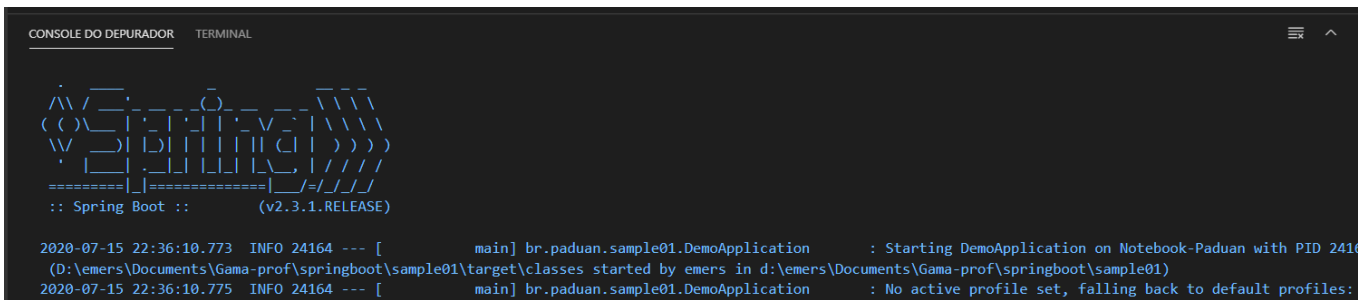 CONSOLE DO DEPURADOR TERMINAL
  .   ____          _            __ _ _
 /\\ / ___'_ __ _ _(_)_ __  __ _ \ \ \ \
( ( )\___ | '_ | '_| | '_ \/ _` | \ \ \ \
 \\/  ___)| |_)| | | | | || (_| |  ) ) ) )
  '  |____| .__|_| |_|_| |_\__, | / / / /
 =========|_|==============|___/=/_/_/_/
 :: Spring Boot ::        (v2.3.1.RELEASE)
2020-07-15 22:36:10.773  INFO 24164 --- [           main] br.paduan.sample01.DemoApplication       : Starting DemoApplication on Notebook-Paduan with PID 2416
(D:\emers\Documents\Gama-prof\springboot\sample01\target\classes started by emers in d:\emers\Documents\Gama-prof\springboot\sample01)
2020-07-15 22:36:10.775  INFO 24164 --- [           main] br.paduan.sample01.DemoApplication       : No active profile set, falling back to default profiles: